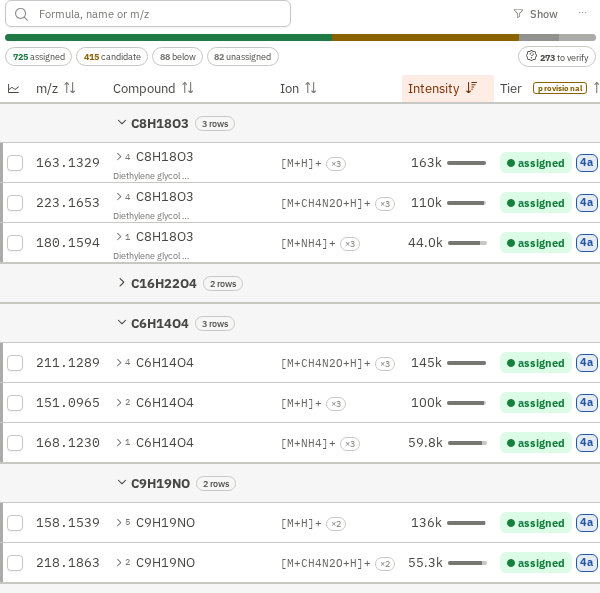 Formula, name or m/z
Show ...
725 assigned 415 candidate 88 below 82 unassigned 273 to verify
m/z Compound Ion Intensity Tier provisional
C8H18O3 3 rows
163.1329 4 C8H18O3 [M+H]+ ×3 163k assigned 4a
Diethylene glycol ...
223.1653 4 C8H18O3 [M+CH4N2O+H]+ ×3 110k assigned 4a
Diethylene glycol ...
180.1594 1 C8H18O3 [M+NH4]+ ×3 44.0k assigned 4a
Diethylene glycol ...
C16H22O4 2 rows
C6H14O4 3 rows
211.1289 4 C6H14O4 [M+CH4N2O+H]+ ×3 145k assigned 4a
151.0965 2 C6H14O4 [M+H]+ ×3 100k assigned 4a
168.1230 1 C6H14O4 [M+NH4]+ ×3 59.8k assigned 4a
C9H19NO 2 rows
158.1539 5 C9H19NO [M+H]+ ×2 136k assigned 4a
218.1863 2 C9H19NO [M+CH4N2O+H]+ ×2 55.3k assigned 4a